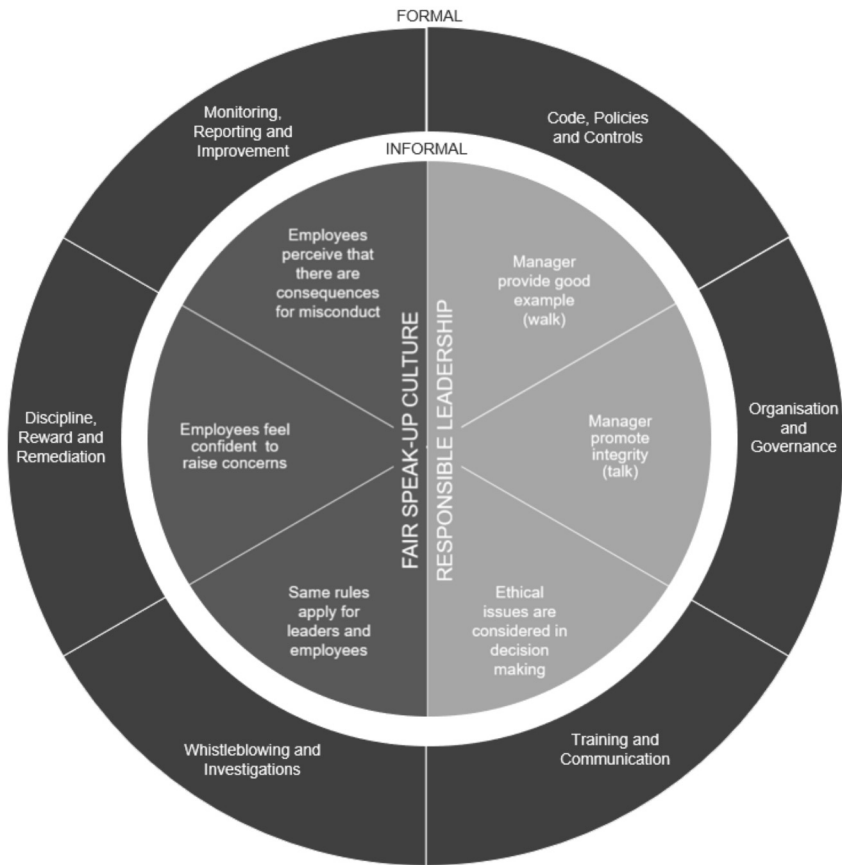 FORMAL
Monitoring,
Reporting and
Improvement
Code, Policies
and Controls
INFORMAL
Employees
perceive that
there are
consequences
for misconduct
Manager
provide good
example
(walk)
Discipline,
Reward and
Remediation
Employees feel
confident to
raise concerns
FAIR SPEAK-UP CULTURE
RESPONSIBLE LEADERSHIP
Manager
promote
integrity
(talk)
Organisation
and
Governance
Same rules
apply for
leaders and
employees
Ethical
issues are
considered in
decision
making
Whistleblowing and
Investigations
Training and
Communication